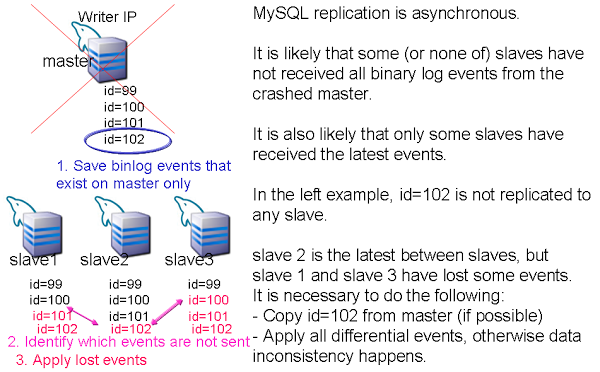 Writer IP
master
id=99
id=100
id=101
id=102
1. Save binlog events that
exist on master only
slave1
slave2
slave3
id=99
id=100
id=101
id=102
id=99
id=100
id=101
id=102
id=99
id=100
id=101
id=102
2. Identify which events are not sent
3. Apply lost events
MySQL replication is asynchronous.
It is likely that some (or none of) slaves have
not received all binary log events from the
crashed master.
It is also likely that only some slaves have
received the latest events.
In the left example, id=102 is not replicated to
any slave.
slave 2 is the latest between slaves, but
slave 1 and slave 3 have lost some events.
It is necessary to do the following:
- Copy id=102 from master (if possible)
- Apply all differential events, otherwise data
inconsistency happens.